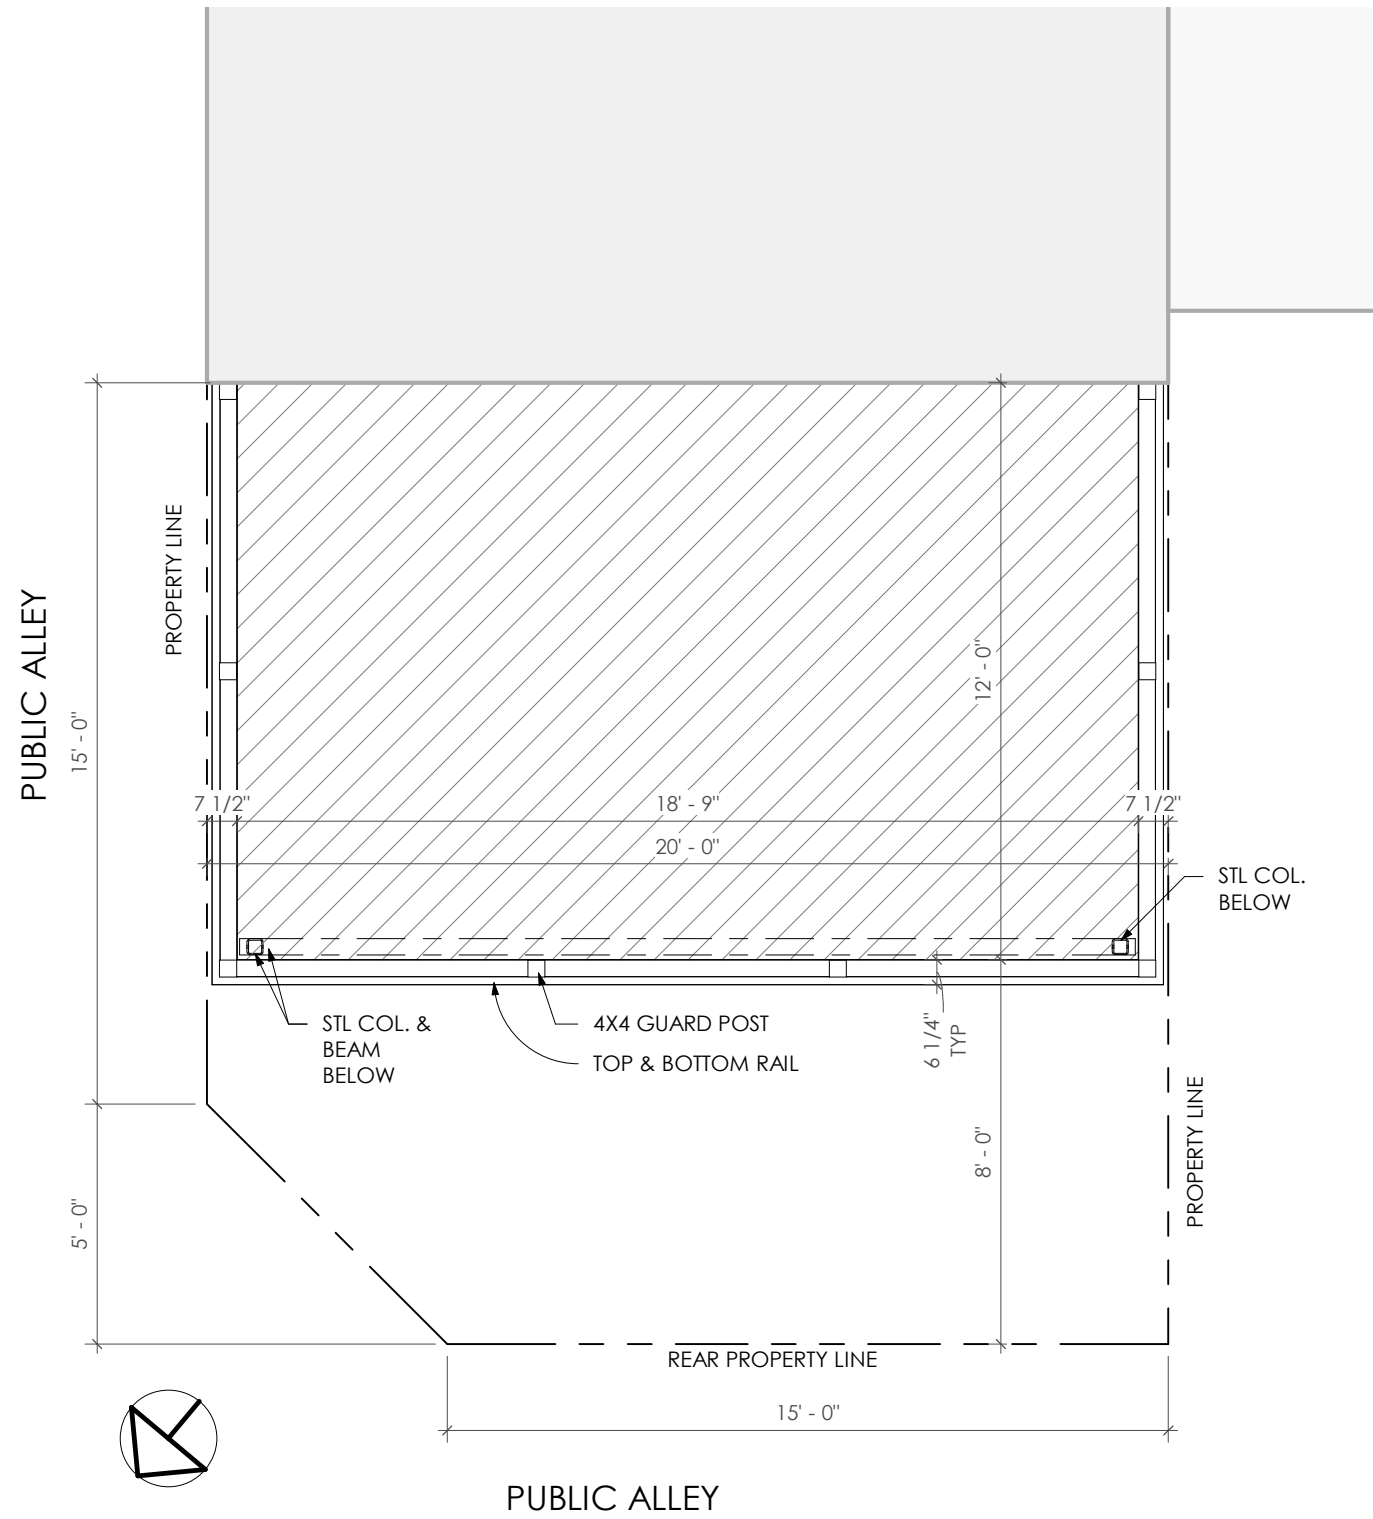 PROPERTY LINE
PUBLIC ALLEY
15' - 0"
12' - 0"
7 1/2"
18' - 9"
7 1/2"
20' - 0"
STL COL.
BELOW
STL COL. &
BEAM
BELOW
4X4 GUARD POST
TOP & BOTTOM RAIL
6 1/4"
TYP
8' - 0"
PROPERTY LINE
5' - 0"
REAR PROPERTY LINE
15' - 0"
PUBLIC ALLEY